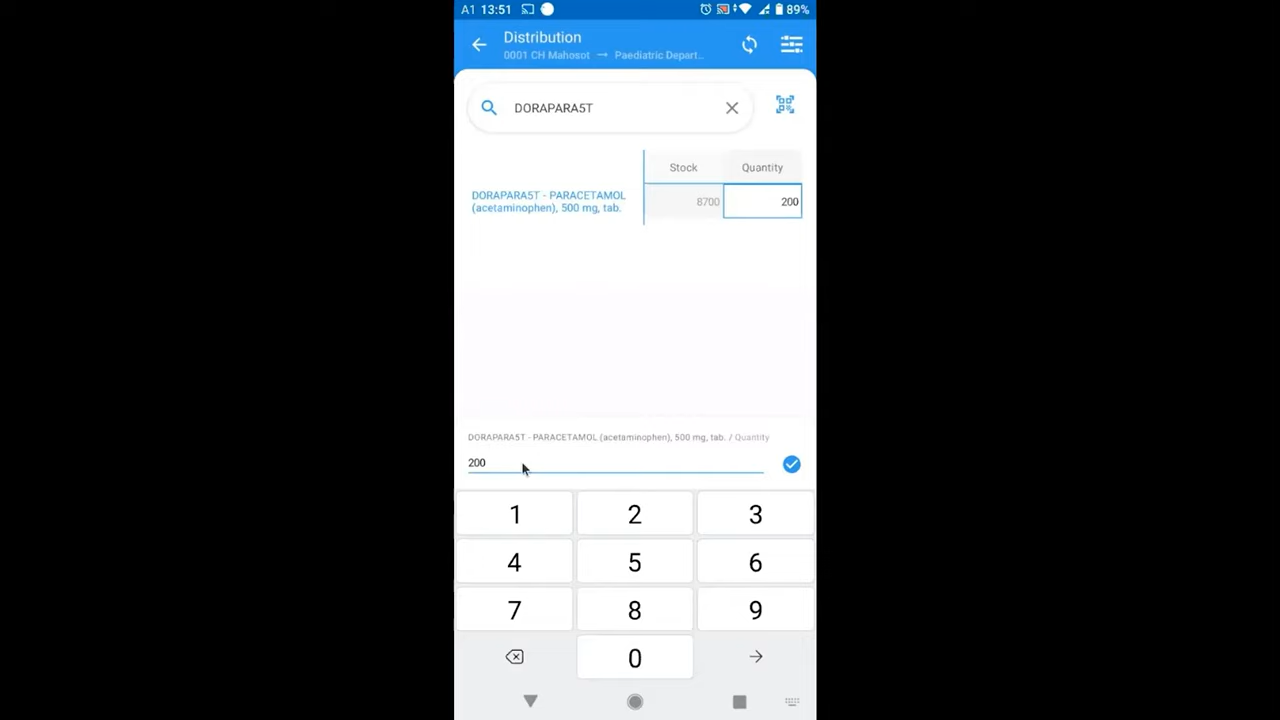 A1 13:51 89%
Distribution
0001 CH Mahosot → Paediatric Depart..
DORAPARA5T
Stock Quantity
DORAPARA5T - PARACETAMOL
(acetaminophen), 500 mg, tab.
8700 200
DORAPARA5T - PARACETAMOL (acetaminophen), 500 mg, tab. / Quantity
200
1 2 3
4 5 6
7 8 9
0